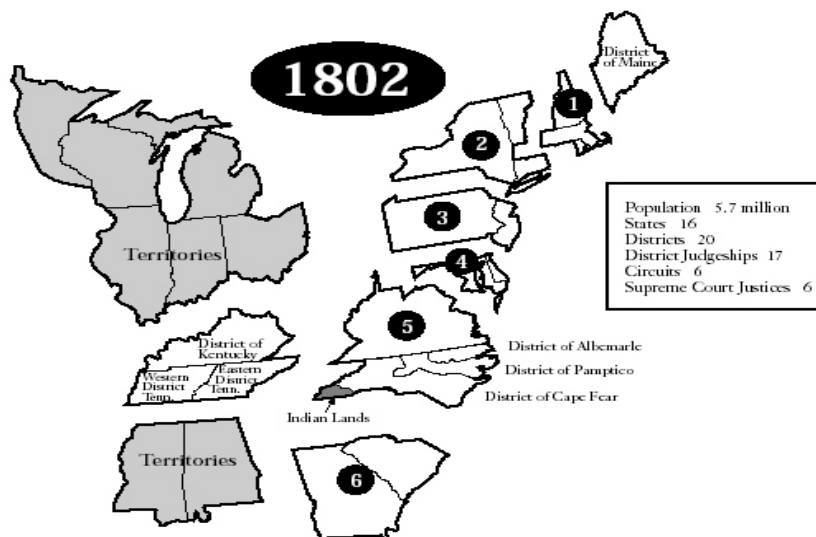 1802
District
of Maine
1
2
3
Population 5.7 million
States 16
Districts 20
District Judgeships 17
Circuits 6
Supreme Court Justices 6
Territories
4
5
District of
Kentucky
District of Albemarle
Western
District
Tenn.
Eastern
District
Tenn.
District of Pamptico
District of Cape Fear
Indian Lands
Territories
6